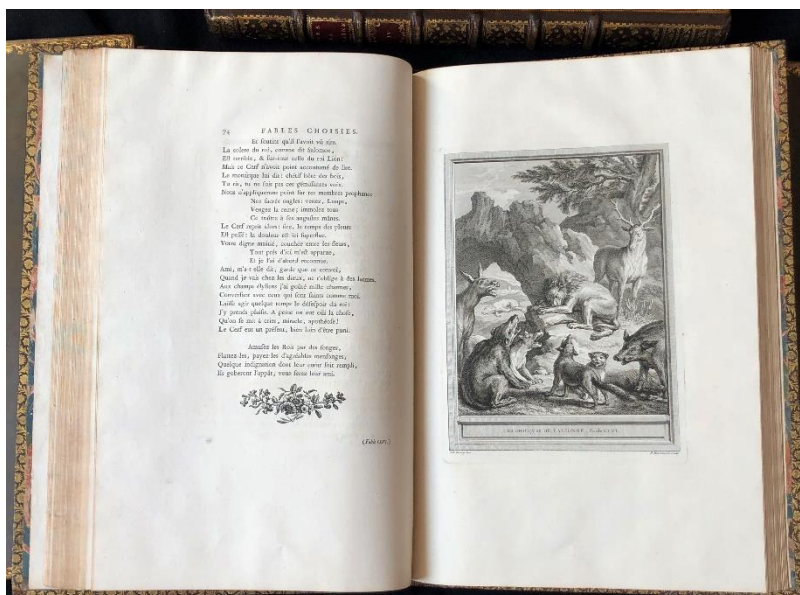 74 FABLES CHOISIES.
Et soutint qu'il l'avoit vû rire.
La colere du roi, comme dit Salomon,
Est terrible, & sur-tout celle du roi Lion:
Mais ce Cerf n'avoit point accoutumé de lire.
Le monarque lui dit: chétif hôte des bois,
Tu ris, tu ne suis pas ces gémissantes voix.
Nous n'appliquerons point sur tes membres prophanes
Nos sacrés ongles: venez, Loups,
Vengez la reine; immolez tous
Ce traître à ses augustes mânes.
Le Cerf reprit alors: sire, le temps des pleurs
Est passé: la douleur est ici superflue.
Votre digne moitié, couchée entre les fleurs,
Tout près d'ici m'est apparue,
Et je l'ai d'abord reconnue.
Ami, m'a-t-elle dit, garde que ce convoi,
Quand je vais chez les dieux, ne t'oblige à des larmes.
Aux champs élysiens j'ai goûté mille charmes,
Conversant avec ceux qui sont saints comme moi.
Laisse agir quelque temps le désespoir du roi:
J'y prends plaisir. A peine on eut ouï la chose,
Qu'on se mit à crier, miracle, apothéose!
Le Cerf eut un présent, bien loin d'être puni.
Amusez les Rois par des songes,
Flattez-les, payez-les d'agréables mensonges,
Quelque indignation dont leur cœur soit rempli,
Ils goberont l'appât, vous serez leur ami.